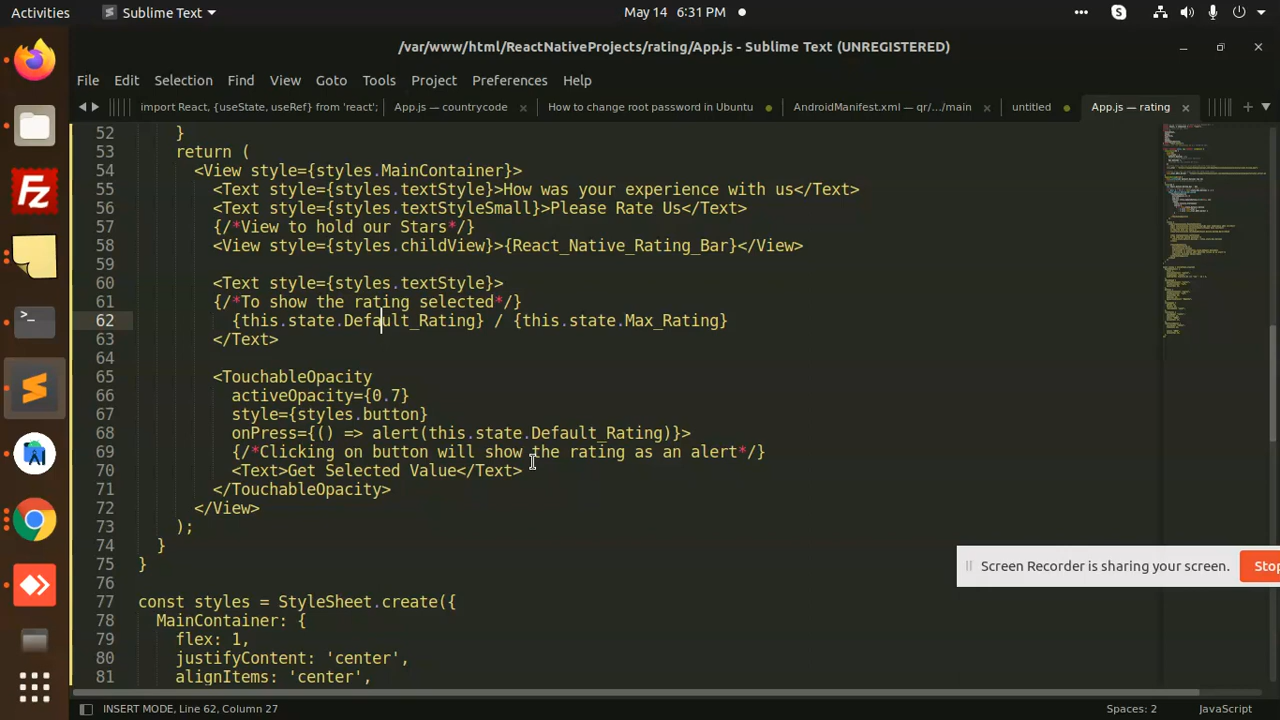 Activities Sublime Text May 14 6:31 PM
/var/www/html/ReactNativeProjects/rating/App.js - Sublime Text (UNREGISTERED)
File Edit Selection Find View Goto Tools Project Preferences Help
import React, {useState, useRef} from 'react'; App.js — countrycode How to change root password in Ubuntu AndroidManifest.xml — qr/.../main untitled App.js — rating
52 }
53 return (
54 <View style={styles.MainContainer}>
55 <Text style={styles.textStyle}>How was your experience with us</Text>
56 <Text style={styles.textStyleSmall}>Please Rate Us</Text>
57 {/*View to hold our Stars*/}
58 <View style={styles.childView}>{React_Native_Rating_Bar}</View>
59
60 <Text style={styles.textStyle}>
61 {/*To show the rating selected*/}
62 {this.state.Default_Rating} / {this.state.Max_Rating}
63 </Text>
64
65 <TouchableOpacity
66 activeOpacity={0.7}
67 style={styles.button}
68 onPress={() => alert(this.state.Default_Rating)}>
69 {/*Clicking on button will show the rating as an alert*/}
70 <Text>Get Selected Value</Text>
71 </TouchableOpacity>
72 </View>
73 );
74 }
75 }
76
77 const styles = StyleSheet.create({
78 MainContainer: {
79 flex: 1,
80 justifyContent: 'center',
81 alignItems: 'center',
Screen Recorder is sharing your screen.
INSERT MODE, Line 62, Column 27 Spaces: 2 JavaScript